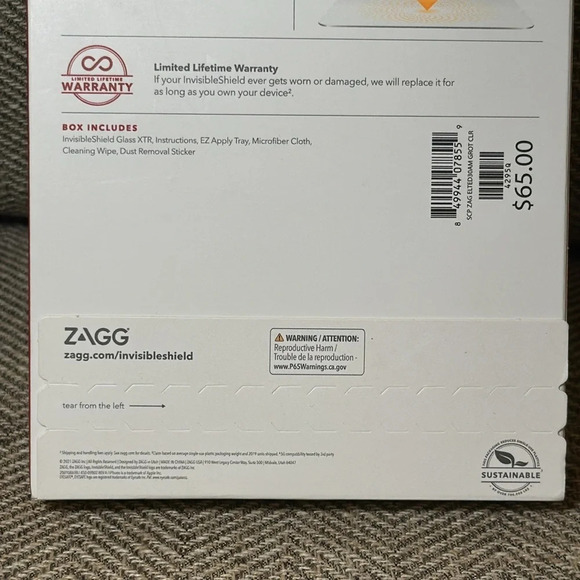 Limited Lifetime Warranty
If your InvisibleShield ever gets worn or damaged, we will replace it for
as long as you own your device².
LIMITED LIFETIME
WARRANTY
BOX INCLUDES
InvisibleShield Glass XTR, Instructions, EZ Apply Tray, Microfiber Cloth,
Cleaning Wipe, Dust Removal Sticker
8 49944 07855 9
SCP ZAG ELTED30AM GROT CLR
4295Q
$65.00
ZAGG
zagg.com/invisibleshield
WARNING / ATTENTION:
Reproductive Harm /
Trouble de la reproduction -
www.P65Warnings.ca.gov
tear from the left
SUSTAINABLE